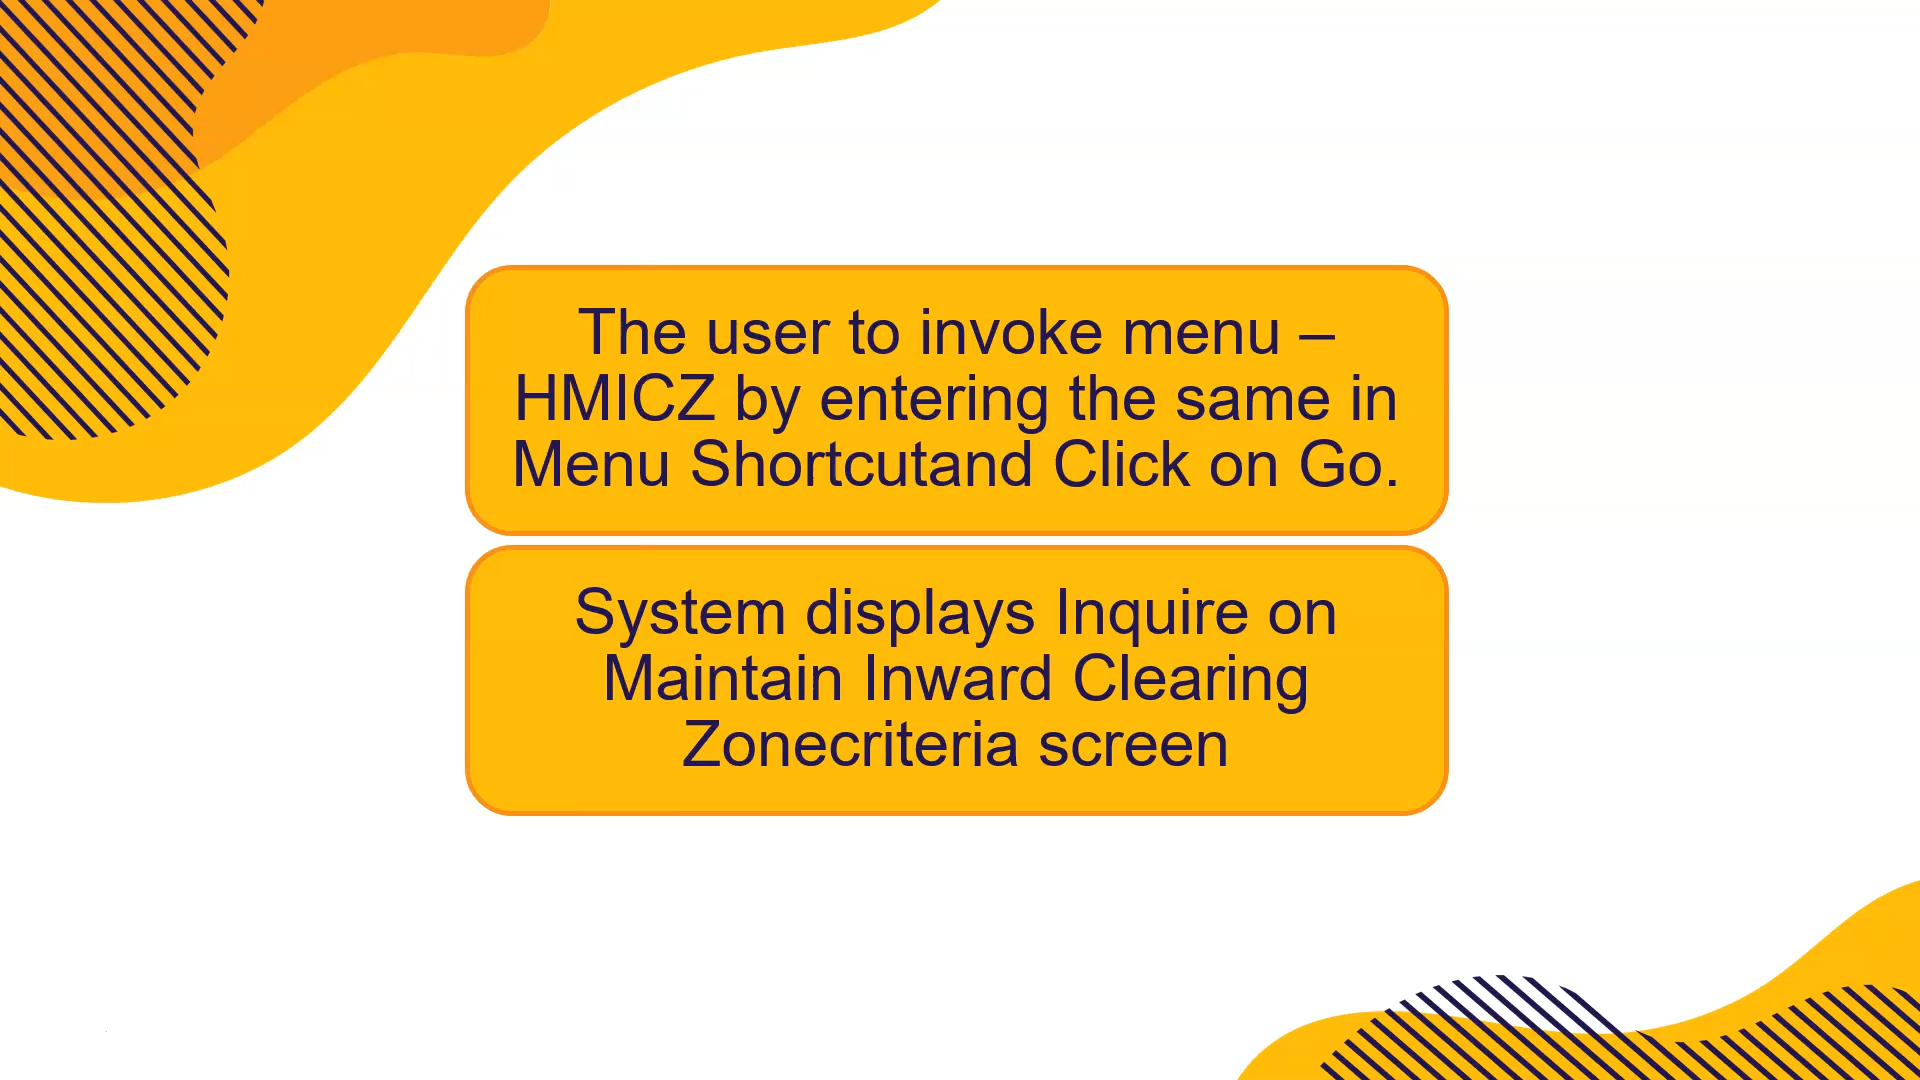 The user to invoke menu –
HMICZ by entering the same in
Menu Shortcutand Click on Go.
System displays Inquire on
Maintain Inward Clearing
Zonecriteria screen